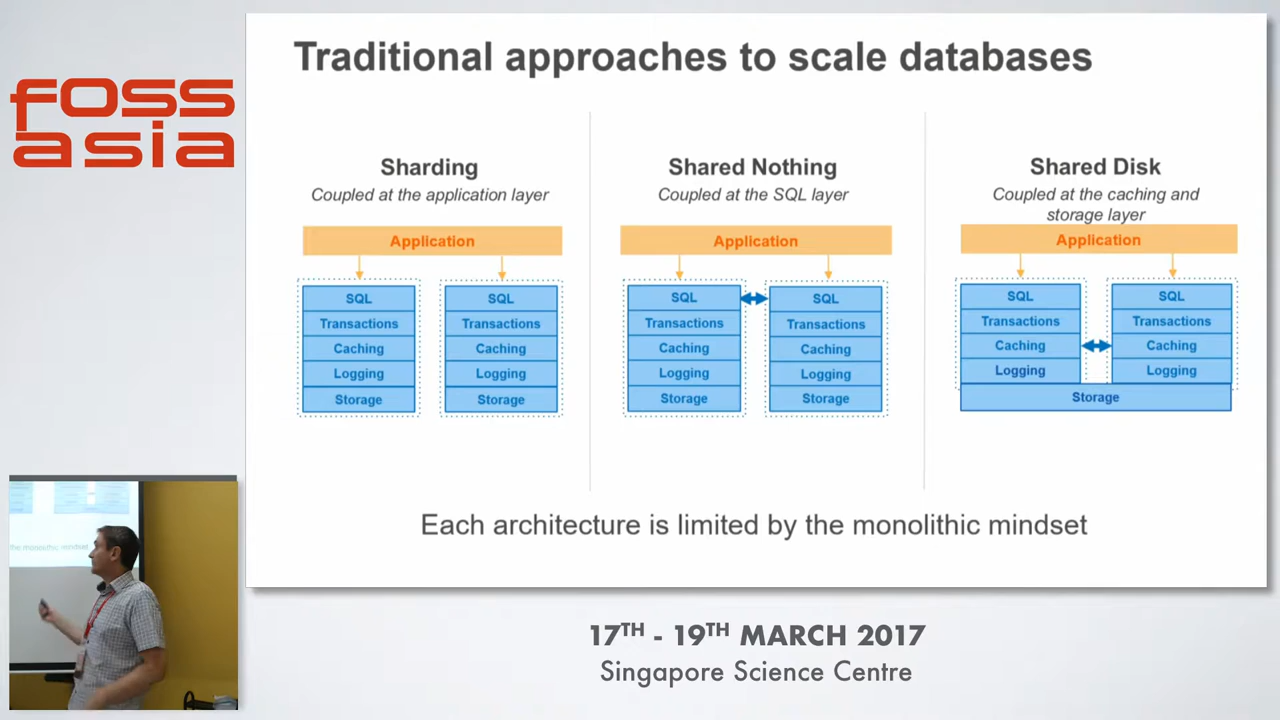 foss
asia
Traditional approaches to scale databases
Sharding
Coupled at the application layer
Application
SQL
Transactions
Caching
Logging
Storage
SQL
Transactions
Caching
Logging
Storage
Shared Nothing
Coupled at the SQL layer
Application
SQL
Transactions
Caching
Logging
Storage
SQL
Transactions
Caching
Logging
Storage
Shared Disk
Coupled at the caching and
storage layer
Application
SQL
Transactions
Caching
Logging
SQL
Transactions
Caching
Logging
Storage
Each architecture is limited by the monolithic mindset
the monolithic mindset
17TH - 19TH MARCH 2017
Singapore Science Centre